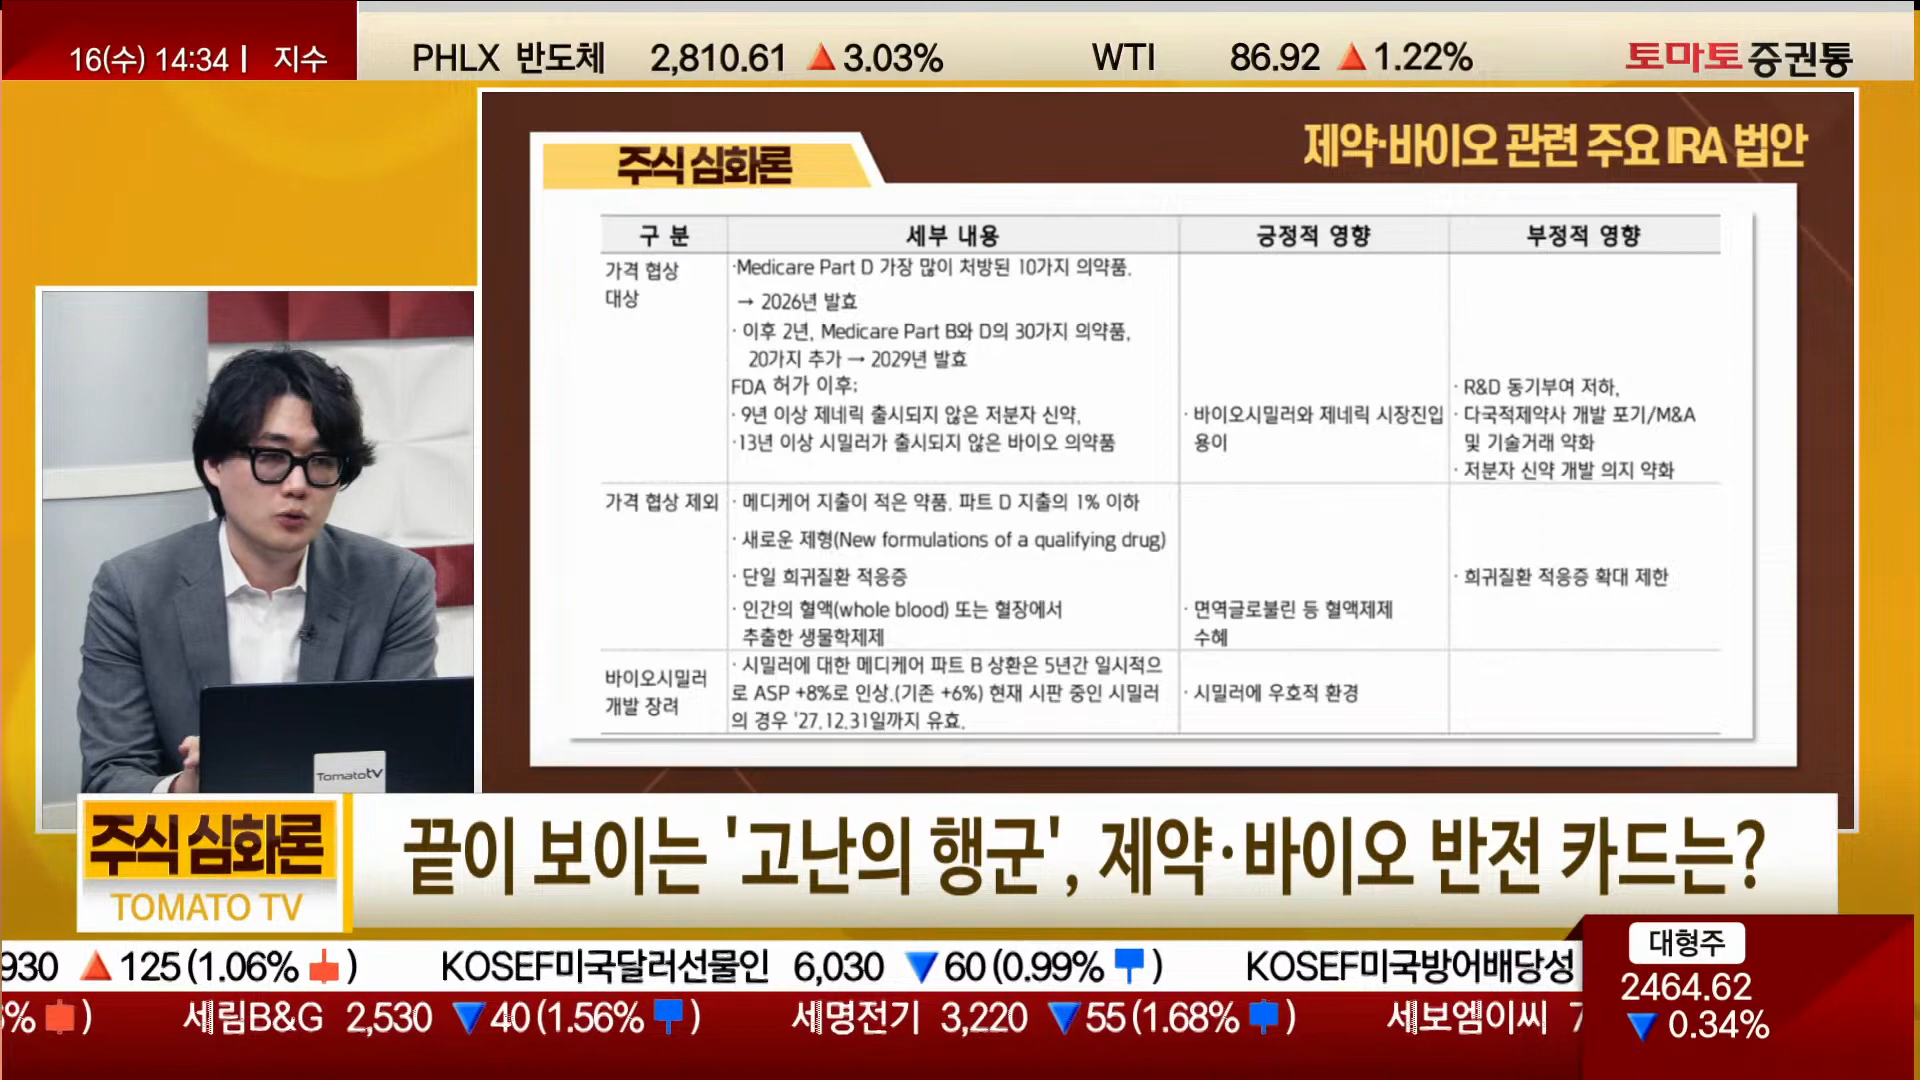 16(수) 14:34 | 지수
PHLX 반도체 2,810.61 ▲3.03% WTI 86.92 ▲1.22%
토마토증권통
제약·바이오 관련 주요 IRA 법안
주식 심화론
구 분 세부 내용 긍정적 영향 부정적 영향
가격 협상
대상
·Medicare Part D 가장 많이 처방된 10가지 의약품.
→ 2026년 발효
· 이후 2년, Medicare Part B와 D의 30가지 의약품,
20가지 추가 → 2029년 발효
FDA 허가 이후;
· 9년 이상 제네릭 출시되지 않은 저분자 신약,
·13년 이상 시밀러가 출시되지 않은 바이오 의약품
· 바이오시밀러와 제네릭 시장진입
용이
· R&D 동기부여 저하,
· 다국적제약사 개발 포기/M&A
및 기술거래 약화
· 저분자 신약 개발 의지 약화
가격 협상 제외
· 메디케어 지출이 적은 약품. 파트 D 지출의 1% 이하
· 새로운 제형(New formulations of a qualifying drug)
· 단일 희귀질환 적응증
· 인간의 혈액(whole blood) 또는 혈장에서
추출한 생물학제제
· 면역글로불린 등 혈액제제
수혜
· 희귀질환 적응증 확대 제한
바이오시밀러
개발 장려
· 시밀러에 대한 메디케어 파트 B 상환은 5년간 일시적으
로 ASP +8%로 인상.(기존 +6%) 현재 시판 중인 시밀러
의 경우 '27.12.31일까지 유효.
· 시밀러에 우호적 환경
Tomatotv
주식 심화론
TOMATO TV
끝이 보이는 '고난의 행군', 제약·바이오 반전 카드는?
930 ▲125(1.06% ) KOSEF미국달러선물인 6,030 ▼60(0.99% ) KOSEF미국방어배당성
% ) 세림B&G 2,530 ▼40(1.56% ) 세명전기 3,220 ▼55(1.68% ) 세보엠이씨 7
대형주
2464.62
▼ 0.34%